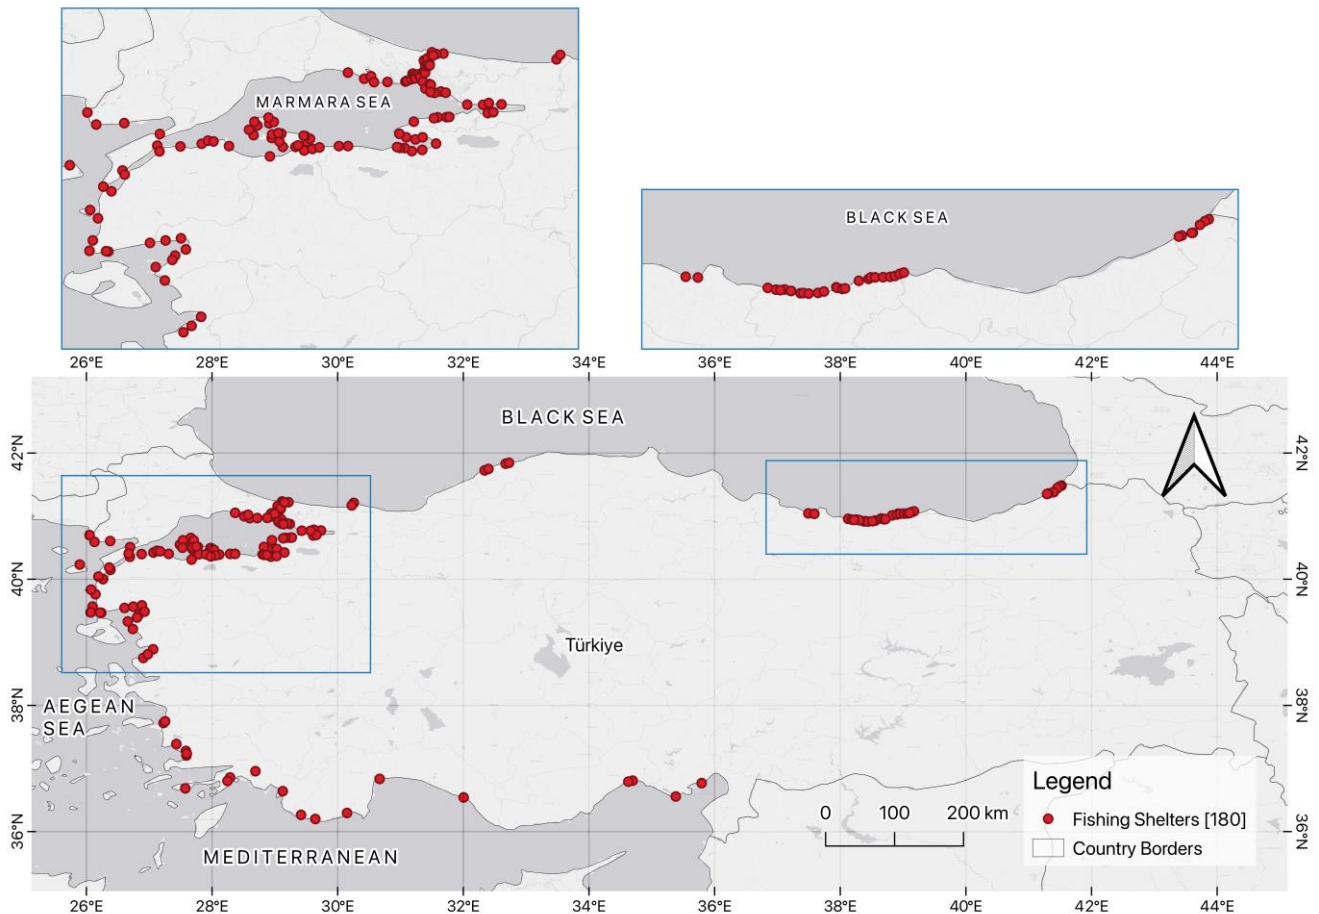 MARMARA SEA
BLACK SEA
26°E 28°E 30°E 32°E 34°E 36°E 38°E 40°E 42°E 44°E
BLACK SEA
42°N 42°N
40°N 40°N
Türkiye
38°N 38°N
AEGEAN
SEA
Legend
0 100 200 km
Fishing Shelters [180]
36°N 36°N
Country Borders
MEDITERRANEAN
26°E 28°E 30°E 32°E 34°E 36°E 38°E 40°E 42°E 44°E